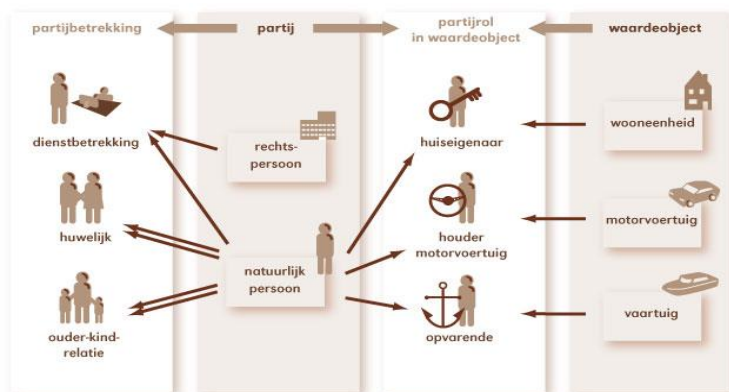 partijbetrekking
partij
partijrol
in waardeobject
waardeobject
dienstbetrekking
huwelijk
ouder-kind-
relatie
rechts-
persoon
natuurlijk
persoon
huiseigenaar
houder
motorvoertuig
opvarende
wooneenheid
motorvoertuig
vaartuig